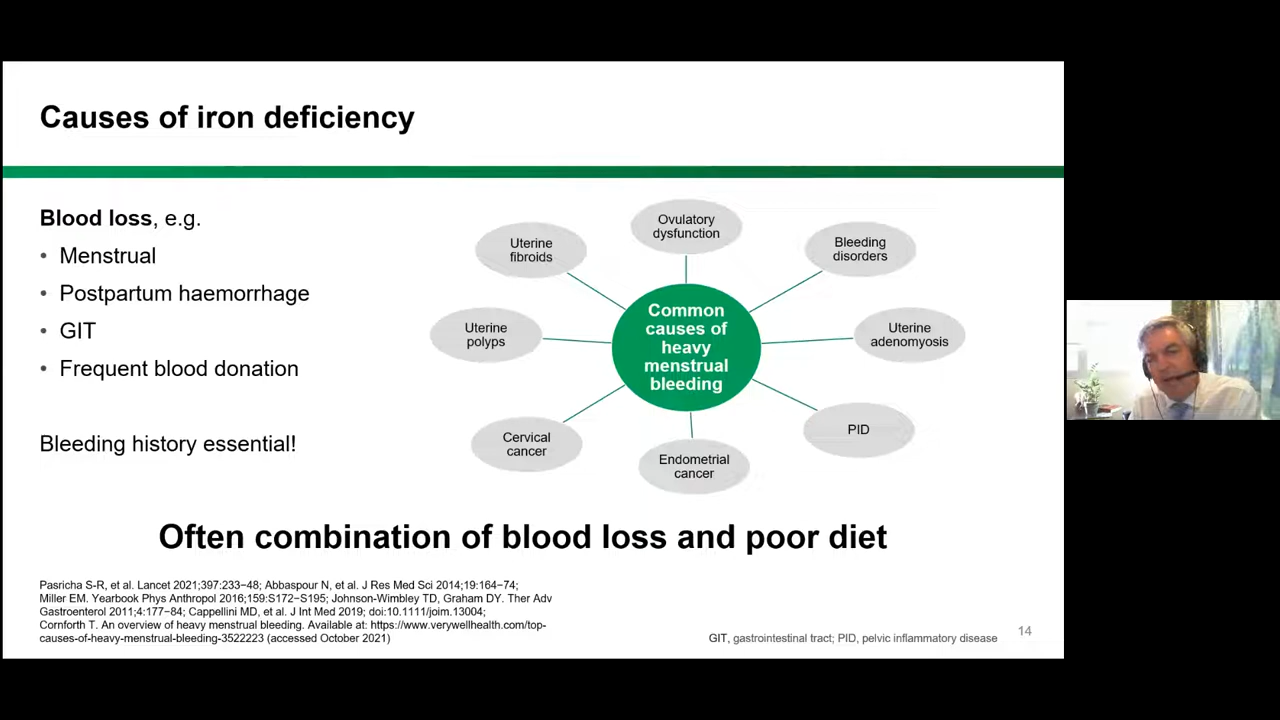 Causes of iron deficiency
Blood loss, e.g.
• Menstrual
• Postpartum haemorrhage
• GIT
• Frequent blood donation
Bleeding history essential!
Ovulatory
dysfunction
Uterine
fibroids
Bleeding
disorders
Uterine
polyps
Common
causes of
heavy
menstrual
bleeding
Uterine
adenomyosis
Cervical
cancer
Endometrial
cancer
PID
Often combination of blood loss and poor diet
Pasricha S-R, et al. Lancet 2021;397:233–48; Abbaspour N, et al. J Res Med Sci 2014;19:164–74;
Miller EM. Yearbook Phys Anthropol 2016;159:S172–S195; Johnson-Wimbley TD, Graham DY. Ther Adv
Gastroenterol 2011;4:177–84; Cappellini MD, et al. J Int Med 2019; doi:10.1111/joim.13004;
Cornforth T. An overview of heavy menstrual bleeding. Available at: https://www.verywellhealth.com/top-
causes-of-heavy-menstrual-bleeding-3522223 (accessed October 2021)
GIT, gastrointestinal tract; PID, pelvic inflammatory disease
14